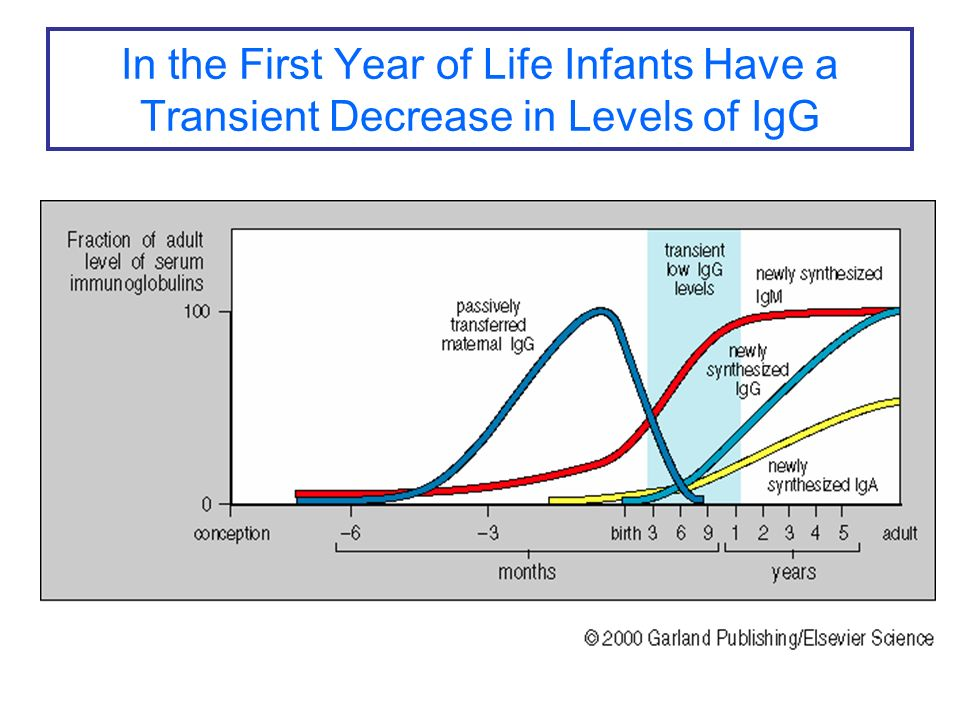 In the First Year of Life Infants Have a
Transient Decrease in Levels of IgG
Fraction of adult
level of serum
immunoglobulins
100
0
passively
transferred
maternal IgG
transient
low IgG
levels
newly synthesized
IgM
newly
synthesized
IgG
newly
synthesized IgA
conception –6 –3 birth 3 6 9 1 2 3 4 5 adult
months years
© 2000 Garland Publishing/Elsevier Science